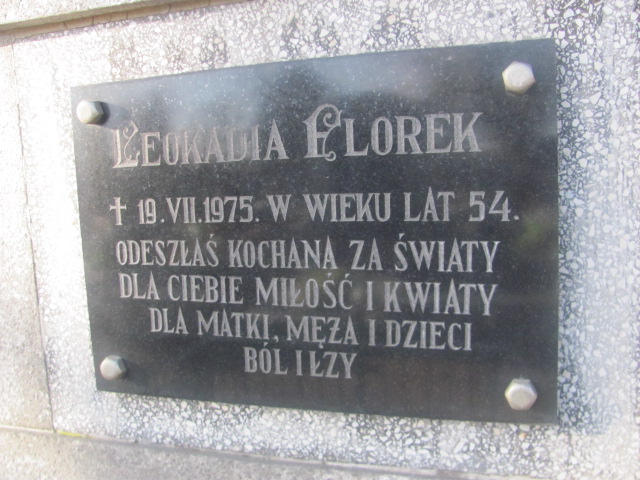 LEOKADIA FLOREK
† 19.VII.1975. W WIEKU LAT 54.
ODESZŁAŚ KOCHANA ZA ŚWIATY
DLA CIEBIE MIŁOŚĆ I KWIATY
DLA MATKI, MĘŻA I DZIECI
BÓL I ŁZY